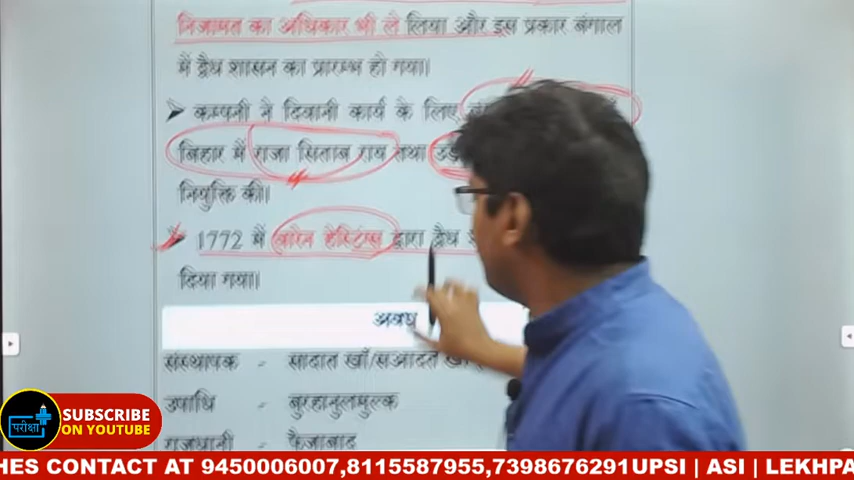 निजामत का अधिकार भी ले लिया और इस प्रकार बंगाल
में द्वैध शासन का प्रारम्भ हो गया।
कम्पनी ने दिवानी कार्य के लिए
बिहार में राजा सिताब राय तथा
नियुक्ति की।
1772 में वारेन हेस्टिंग्स द्वारा द्वैध
दिया गया।
अवध
संस्थापक - सादात खाँ/सआदत खाँ
उपाधि - बुरहानुलमुल्क
राजधानी - फैजाबाद
परीक्षा
SUBSCRIBE
ON YOUTUBE
HES CONTACT AT 9450006007,8115587955,7398676291UPSI | ASI | LEKHPA